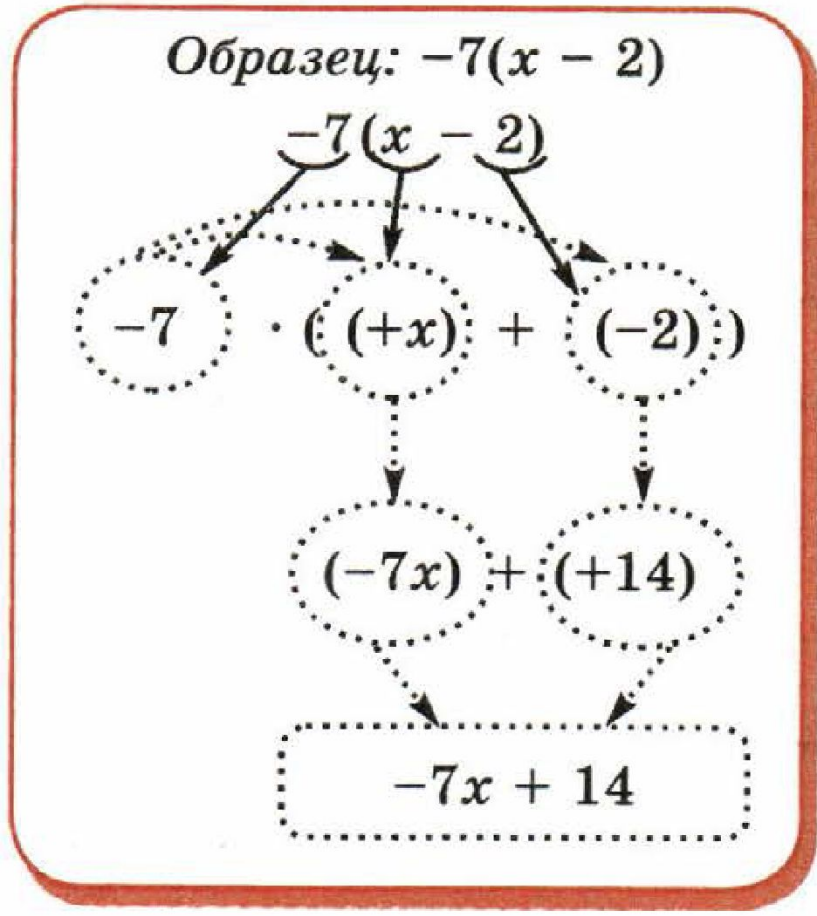 Образец: −7(x − 2)
−7(x − 2)
−7 · ( (+x) + (−2) )
(−7x) + (+14)
−7x + 14